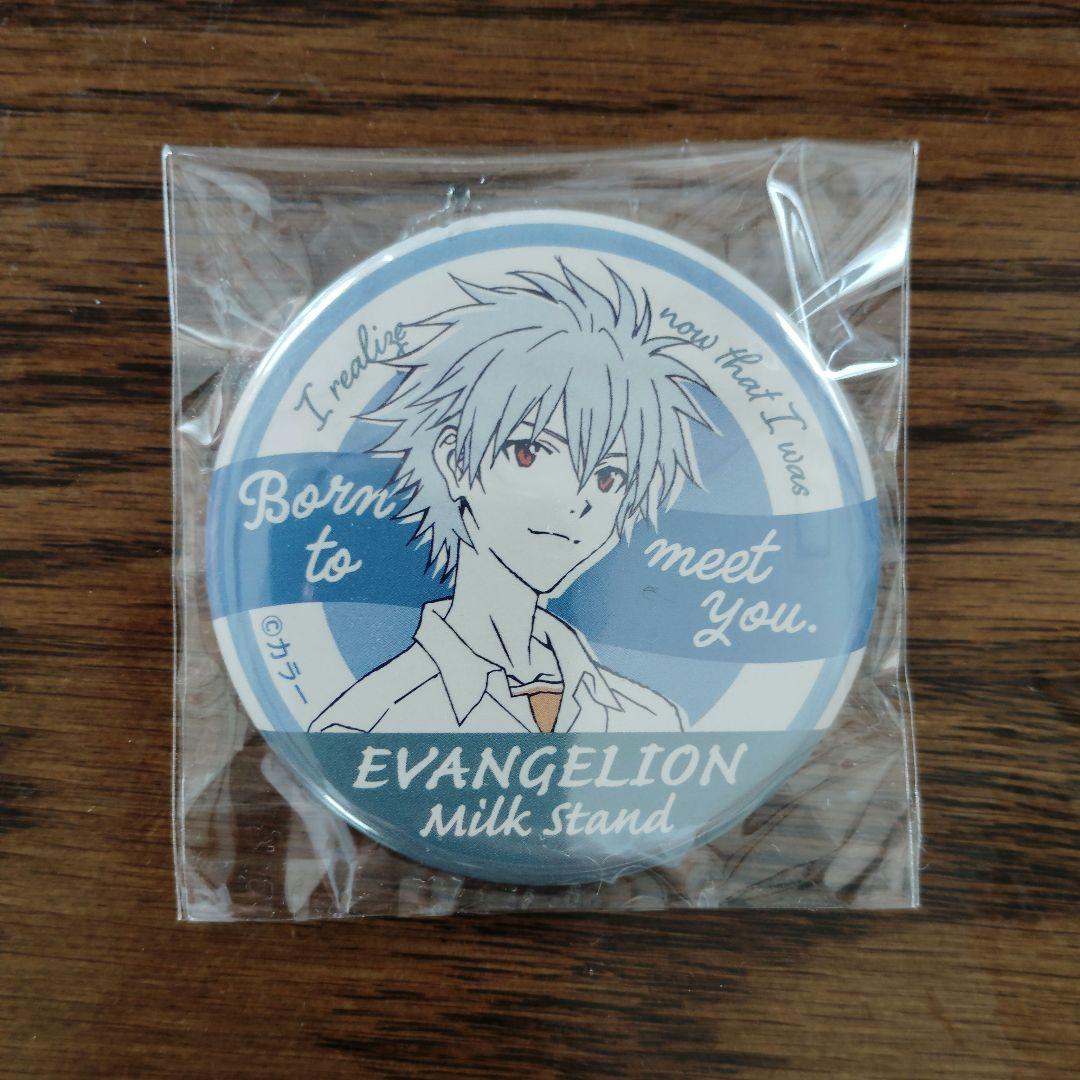 I realize
now that I was
Born
to
meet
you.
©カラー
EVANGELION
Milk Stand